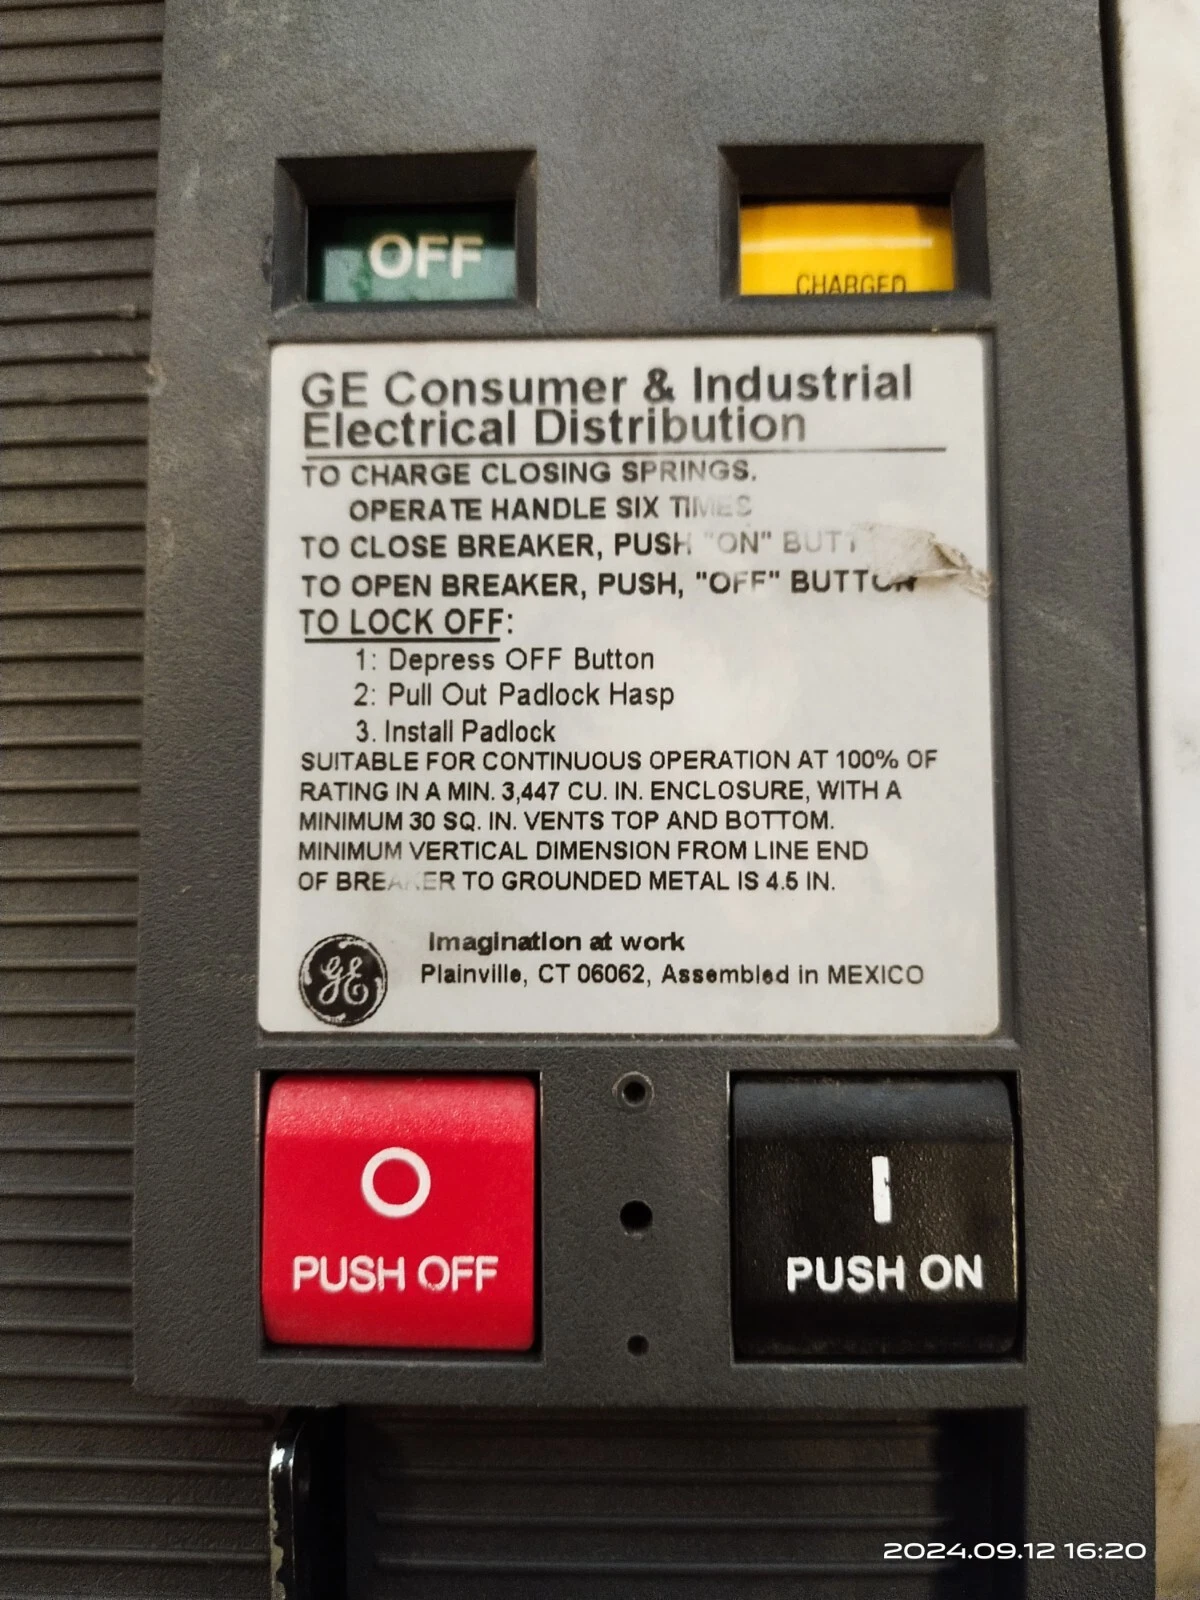 OFF
CHARGED
GE Consumer & Industrial
Electrical Distribution
TO CHARGE CLOSING SPRINGS.
OPERATE HANDLE SIX TIMES
TO CLOSE BREAKER, PUSH "ON" BUTT
TO OPEN BREAKER, PUSH, "OFF" BUTTON
TO LOCK OFF:
1: Depress OFF Button
2: Pull Out Padlock Hasp
3. Install Padlock
SUITABLE FOR CONTINUOUS OPERATION AT 100% OF
RATING IN A MIN. 3,447 CU. IN. ENCLOSURE, WITH A
MINIMUM 30 SQ. IN. VENTS TOP AND BOTTOM.
MINIMUM VERTICAL DIMENSION FROM LINE END
OF BREAKER TO GROUNDED METAL IS 4.5 IN.
GE
Imagination at work
Plainville, CT 06062, Assembled in MEXICO
O
PUSH OFF
I
PUSH ON
2024.09.12 16:20